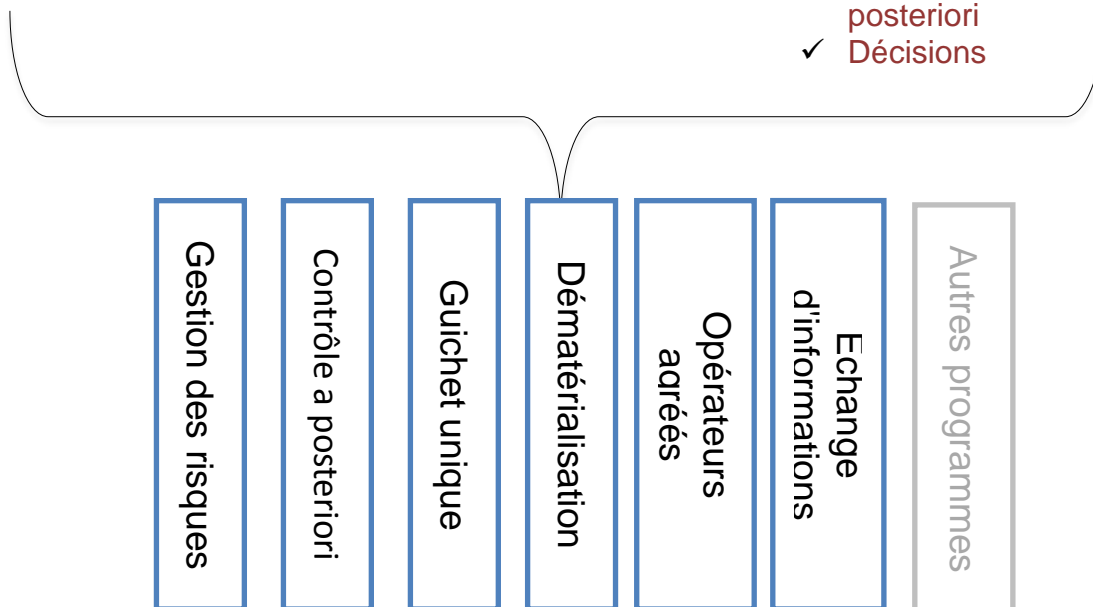 posteriori
✓ Décisions
Gestion des risques
Contrôle a posteriori
Guichet unique
Dématérialisation
Opérateurs
agréés
Echange
d'informations
Autres programmes